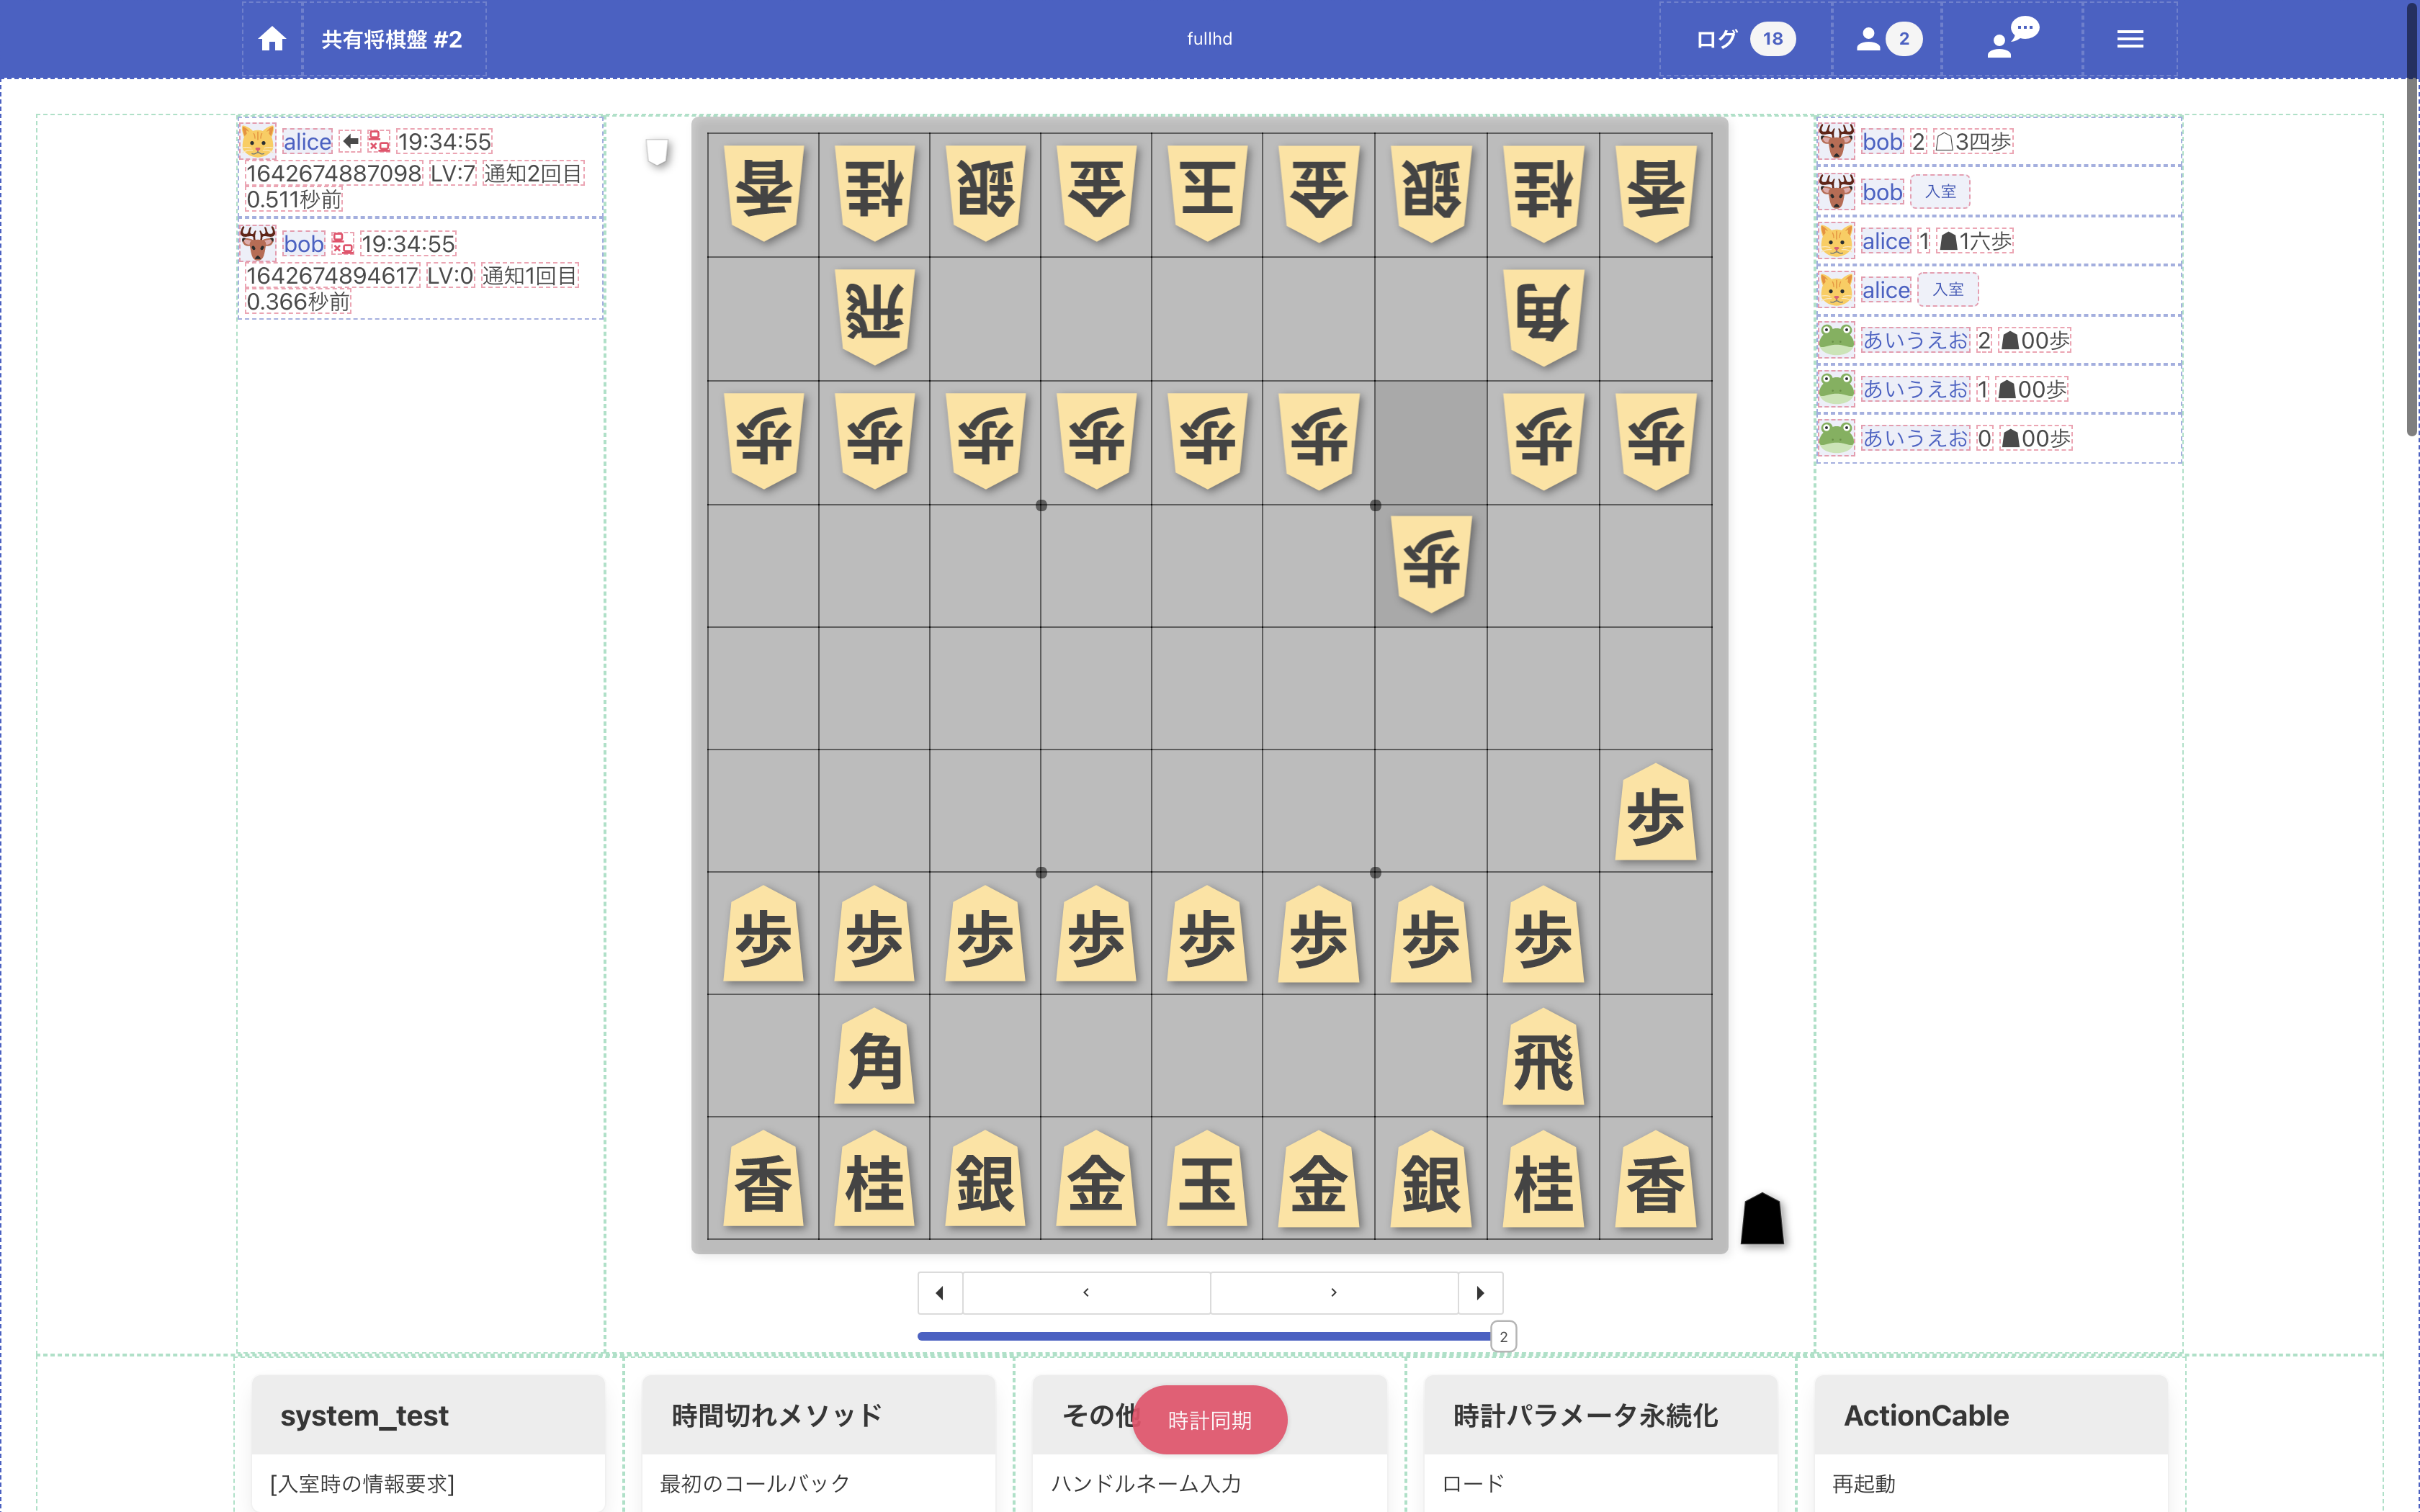 共有将棋盤 #2
fullhd
ログ 18
2
alice 19:34:55
1642674887098 LV:7 通知2回目
0.511秒前
bob 19:34:55
1642674894617 LV:0 通知1回目
0.366秒前
香 桂 銀 金 玉 金 銀 桂 香
飛 角
歩 歩 歩 歩 歩 歩 歩 歩
歩
歩
歩 歩 歩 歩 歩 歩 歩 歩
角 飛
香 桂 銀 金 玉 金 銀 桂 香
2
bob 2 ☖3四歩
bob 入室
alice 1 ☗1六歩
alice 入室
あいうえお 2 ☗00歩
あいうえお 1 ☗00歩
あいうえお 0 ☗00歩
system_test
[入室時の情報要求]
時間切れメソッド
最初のコールバック
その他
時計同期
ハンドルネーム入力
時計パラメータ永続化
ロード
ActionCable
再起動